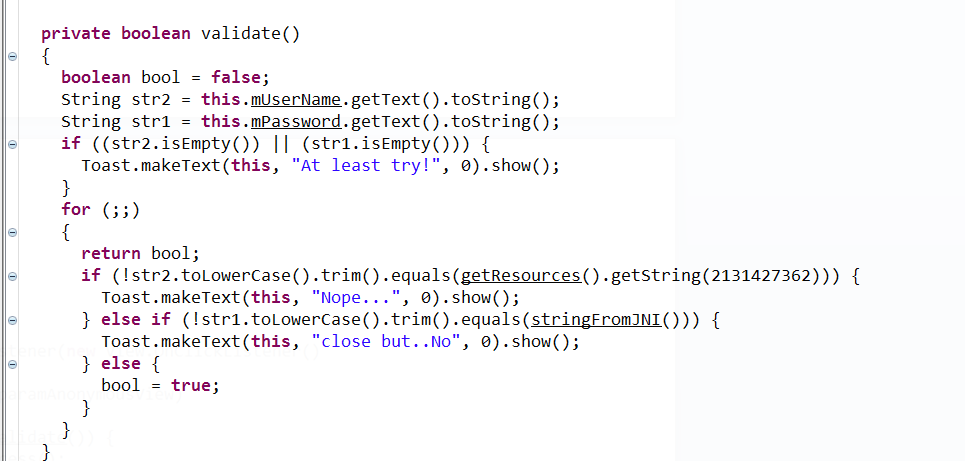 private boolean validate()
{
boolean bool = false;
String str2 = this.mUserName.getText().toString();
String str1 = this.mPassword.getText().toString();
if ((str2.isEmpty()) || (str1.isEmpty())) {
Toast.makeText(this, "At least try!", 0).show();
}
for (;;)
{
return bool;
if (!str2.toLowerCase().trim().equals(getResources().getString(2131427362))) {
Toast.makeText(this, "Nope...", 0).show();
} else if (!str1.toLowerCase().trim().equals(stringFromJNI())) {
Toast.makeText(this, "close but..No", 0).show();
} else {
bool = true;
}
}
}